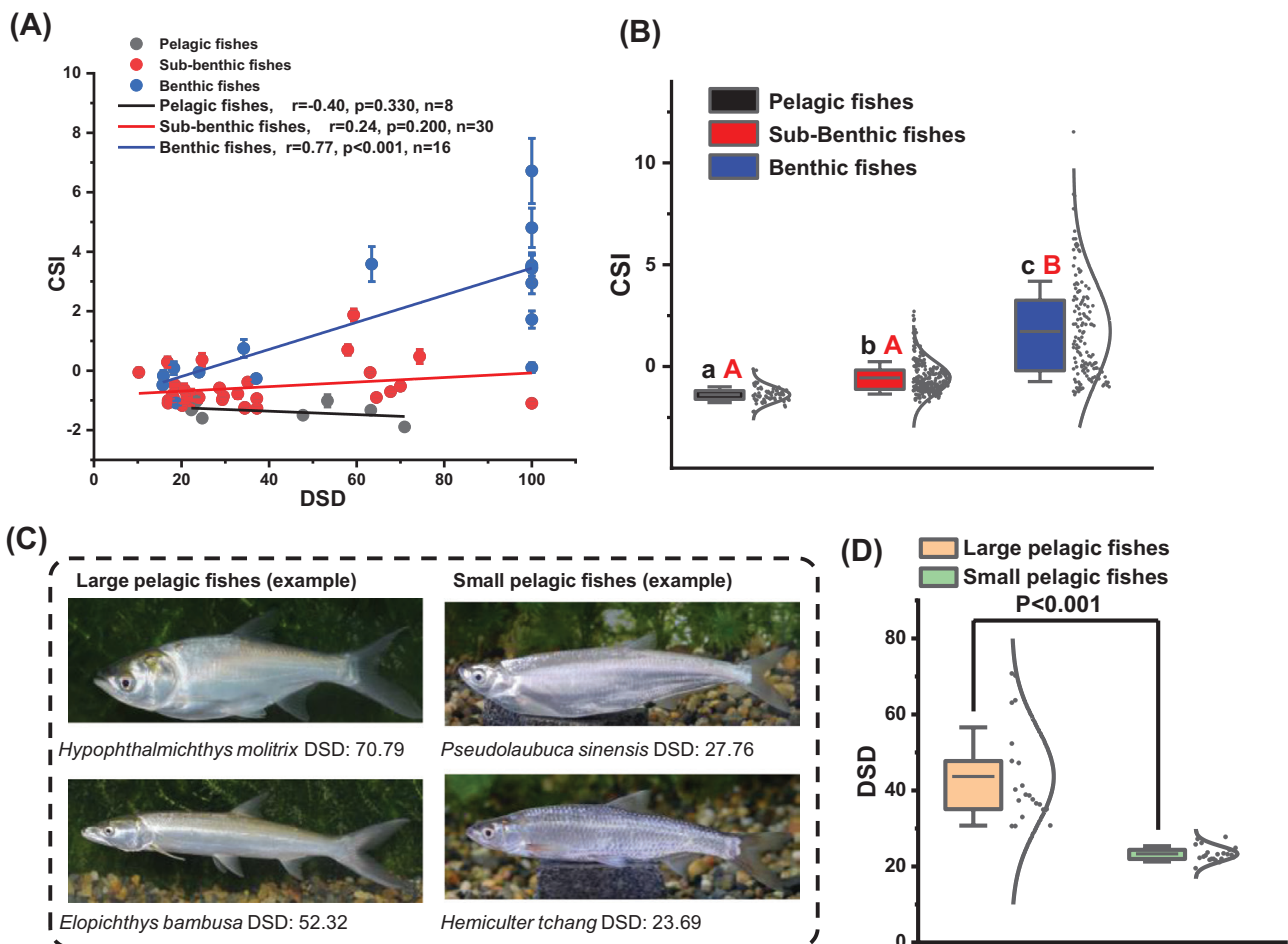 (A)
Pelagic fishes
Sub-benthic fishes
Benthic fishes
Pelagic fishes, r=-0.40, p=0.330, n=8
Sub-benthic fishes, r=0.24, p=0.200, n=30
Benthic fishes, r=0.77, p<0.001, n=16
10
8
6
4
2
0
-2
CSI
0 20 40 60 80 100
DSD
(B)
Pelagic fishes
Sub-Benthic fishes
Benthic fishes
10
5
0
CSI
a A
b A
c B
(C)
Large pelagic fishes (example) Small pelagic fishes (example)
Hypophthalmichthys molitrix DSD: 70.79 Pseudolaubuca sinensis DSD: 27.76
Elopichthys bambusa DSD: 52.32 Hemiculter tchang DSD: 23.69
(D)
Large pelagic fishes
Small pelagic fishes
P<0.001
80
60
40
20
0
DSD